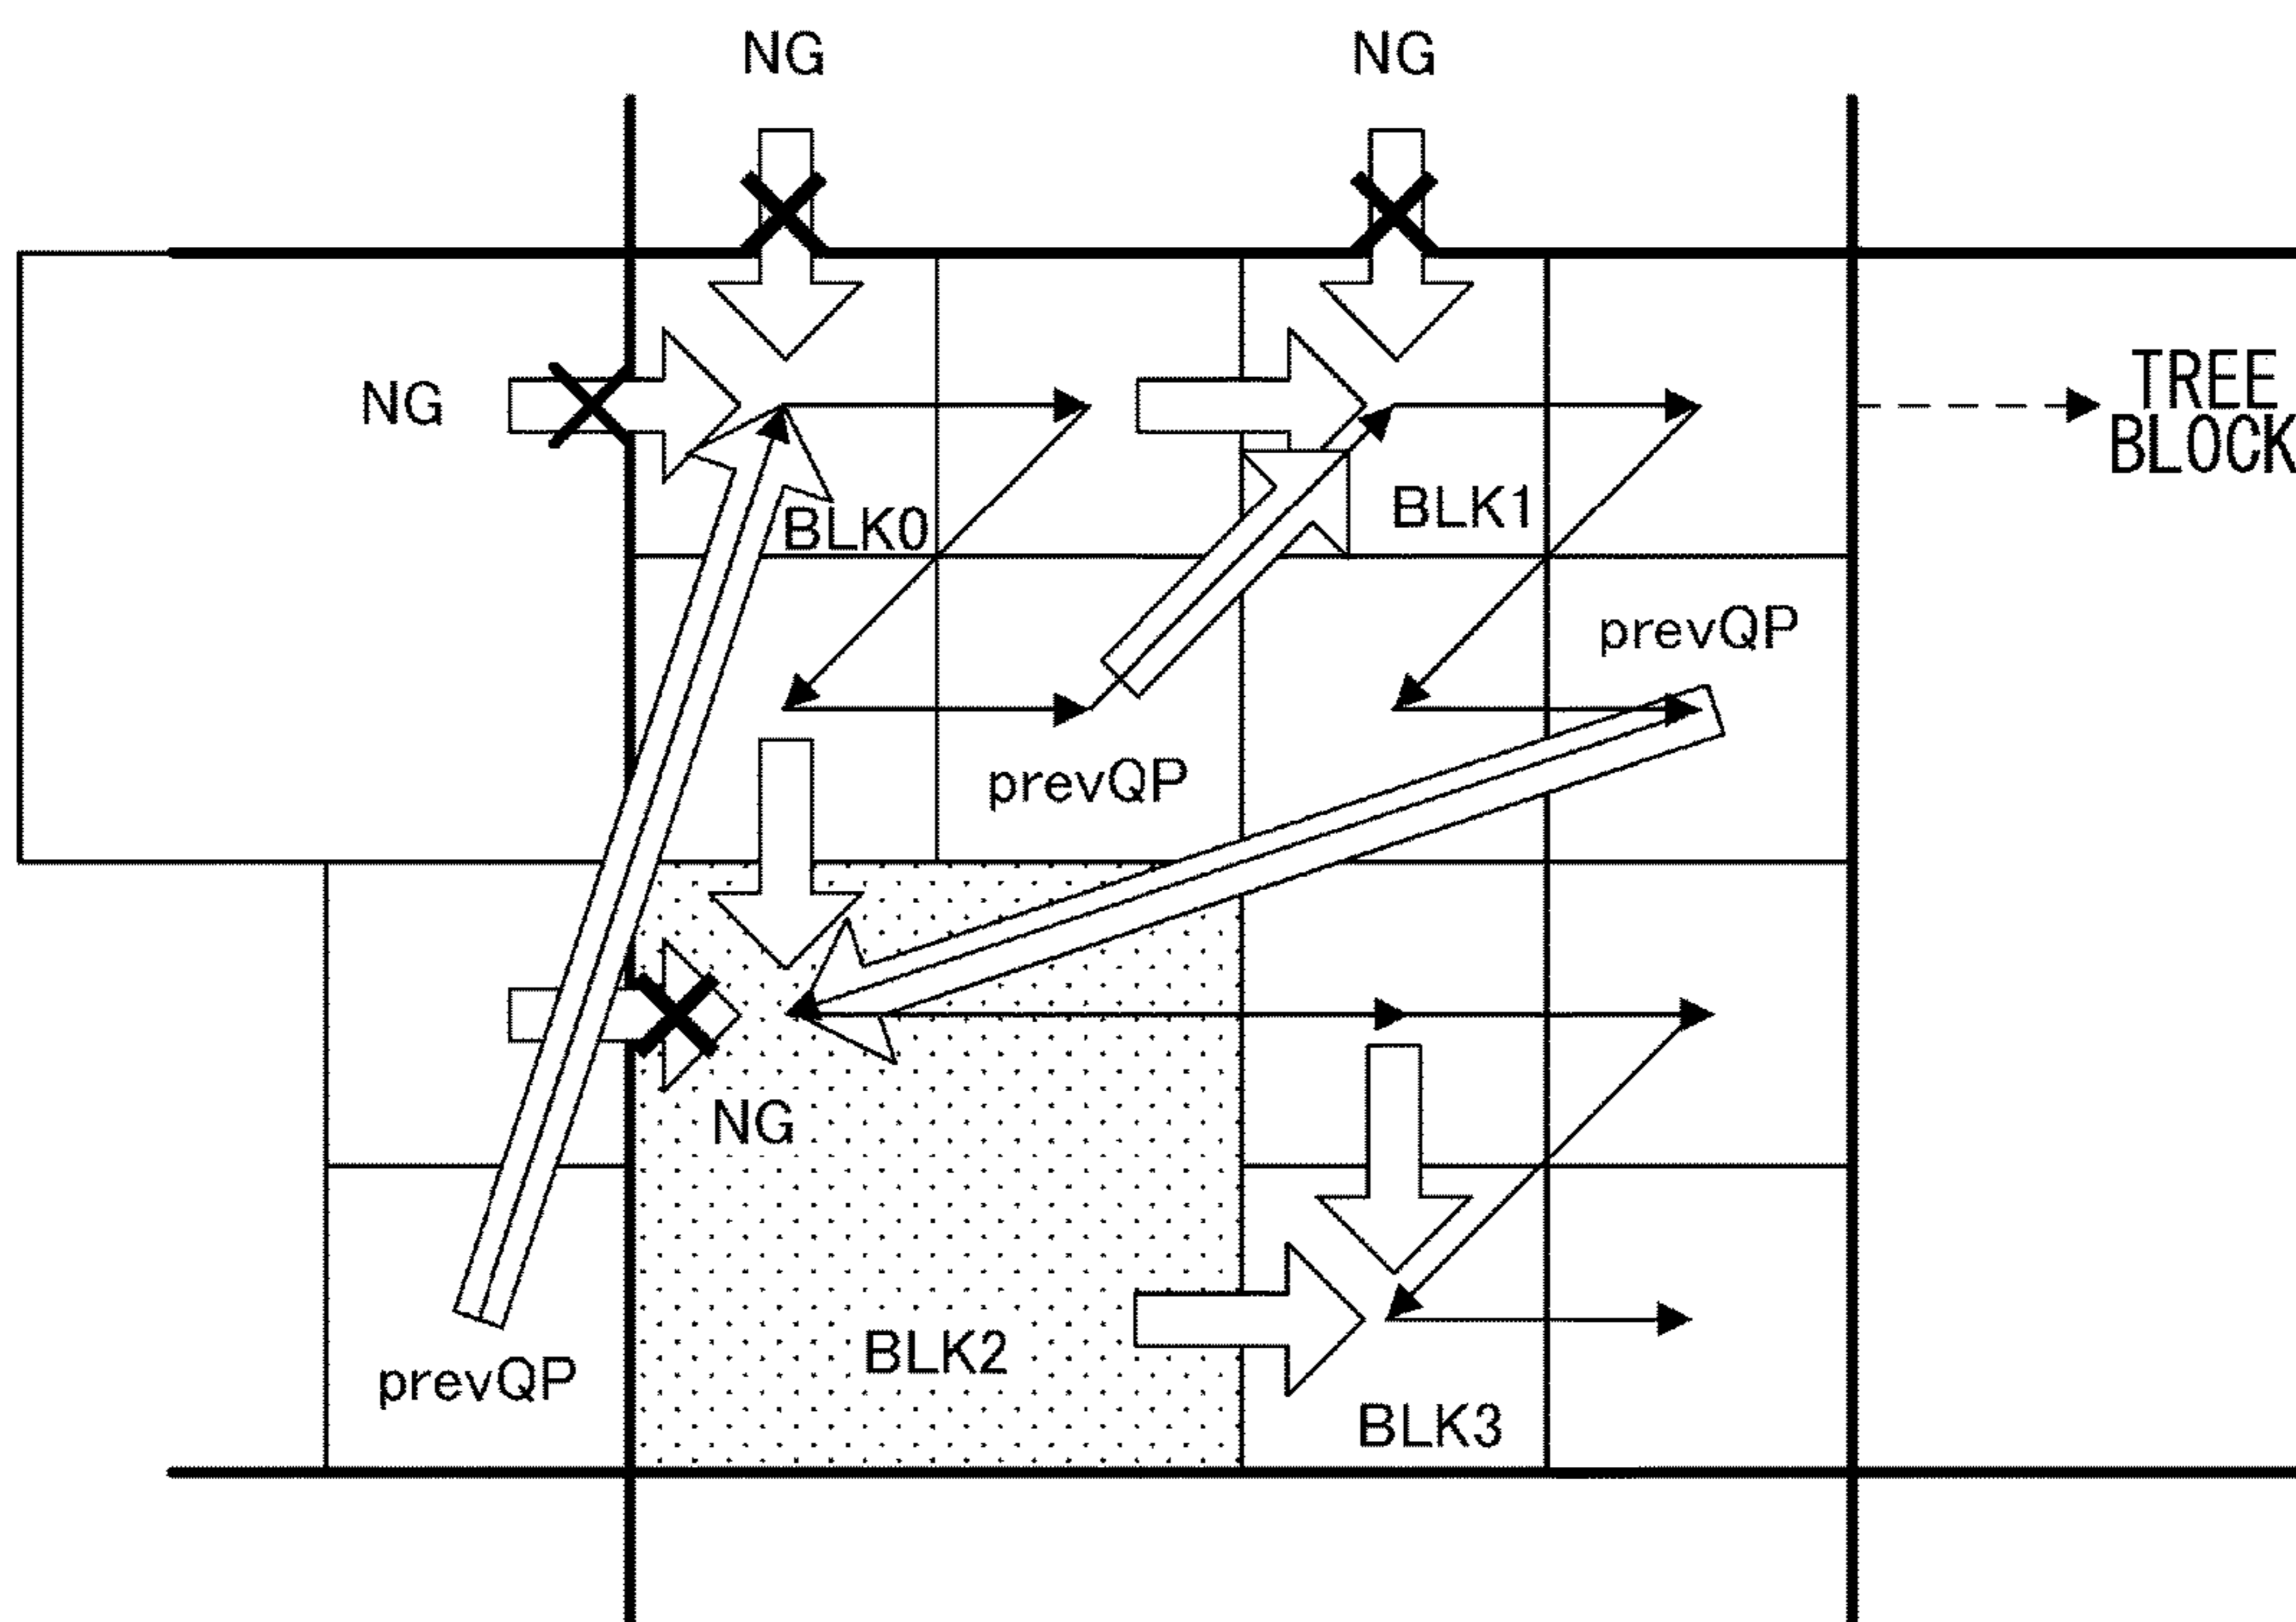 NG
NG
NG
TREE
BLOCK
BLK0
BLK1
prevQP
prevQP
NG
BLK2
prevQP
BLK3